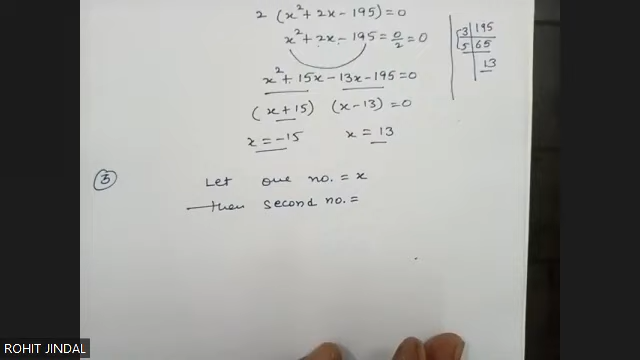 2 (x² + 2x - 195) = 0
x² + 2x - 195 = 0/2 = 0
x² + 15x - 13x - 195 = 0
(x + 15) (x - 13) = 0
x = -15 x = 13
3 195
5 65
13
3 Let one no. = x
then second no. =
ROHIT JINDAL